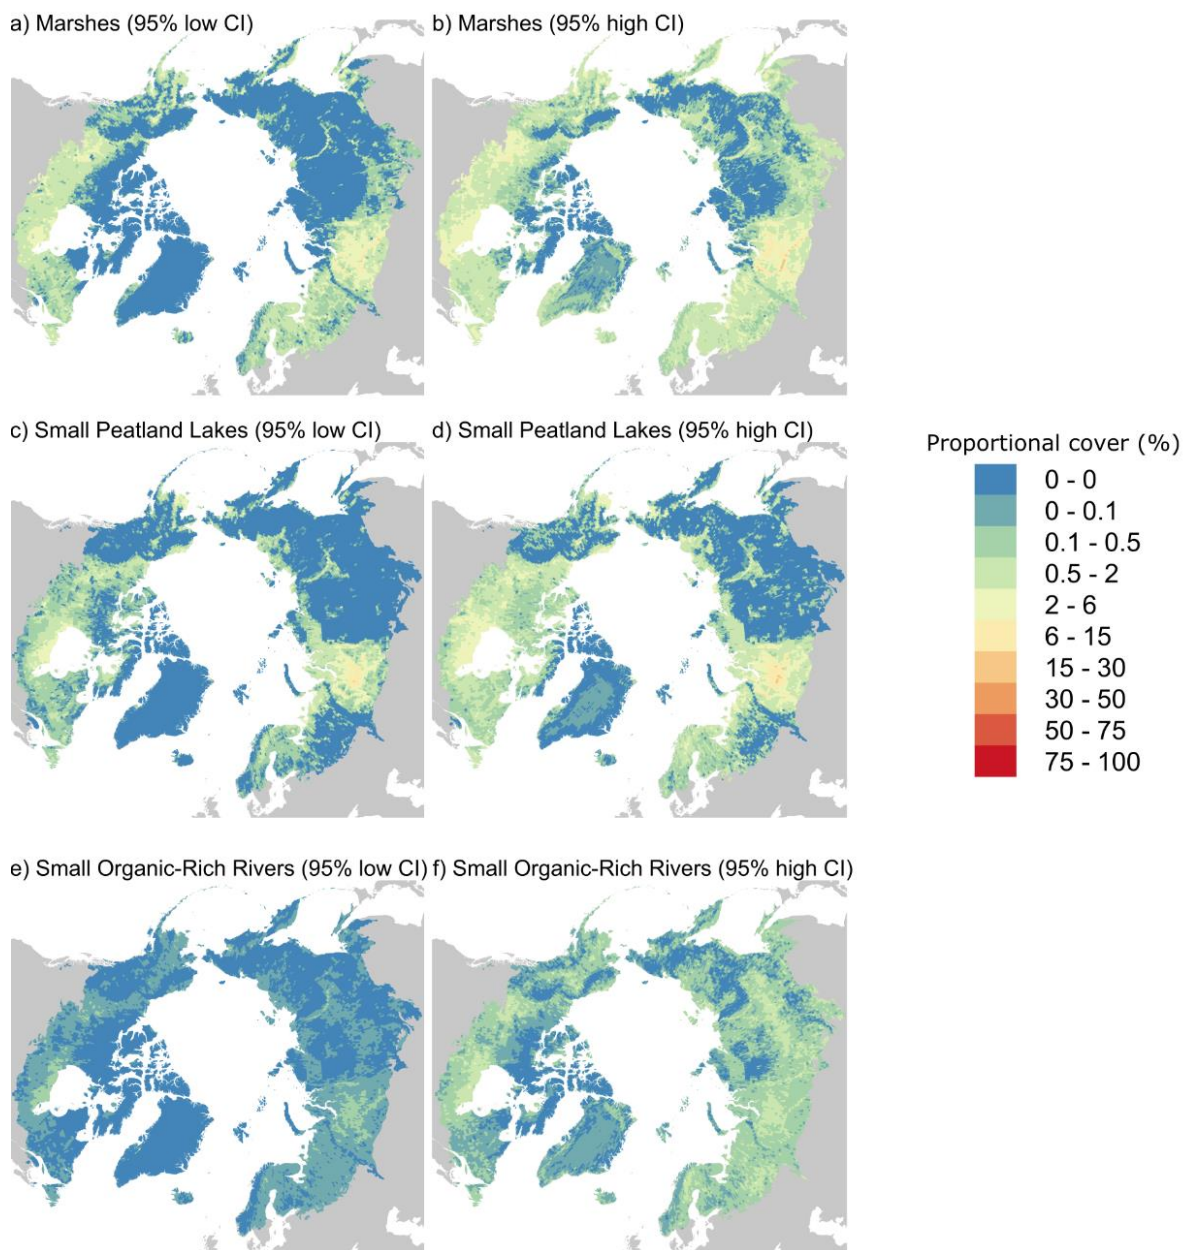 a) Marshes (95% low CI)
b) Marshes (95% high CI)
c) Small Peatland Lakes (95% low CI)
d) Small Peatland Lakes (95% high CI)
Proportional cover (%)
0 - 0
0 - 0.1
0.1 - 0.5
0.5 - 2
2 - 6
6 - 15
15 - 30
30 - 50
50 - 75
75 - 100
e) Small Organic-Rich Rivers (95% low CI)
f) Small Organic-Rich Rivers (95% high CI)